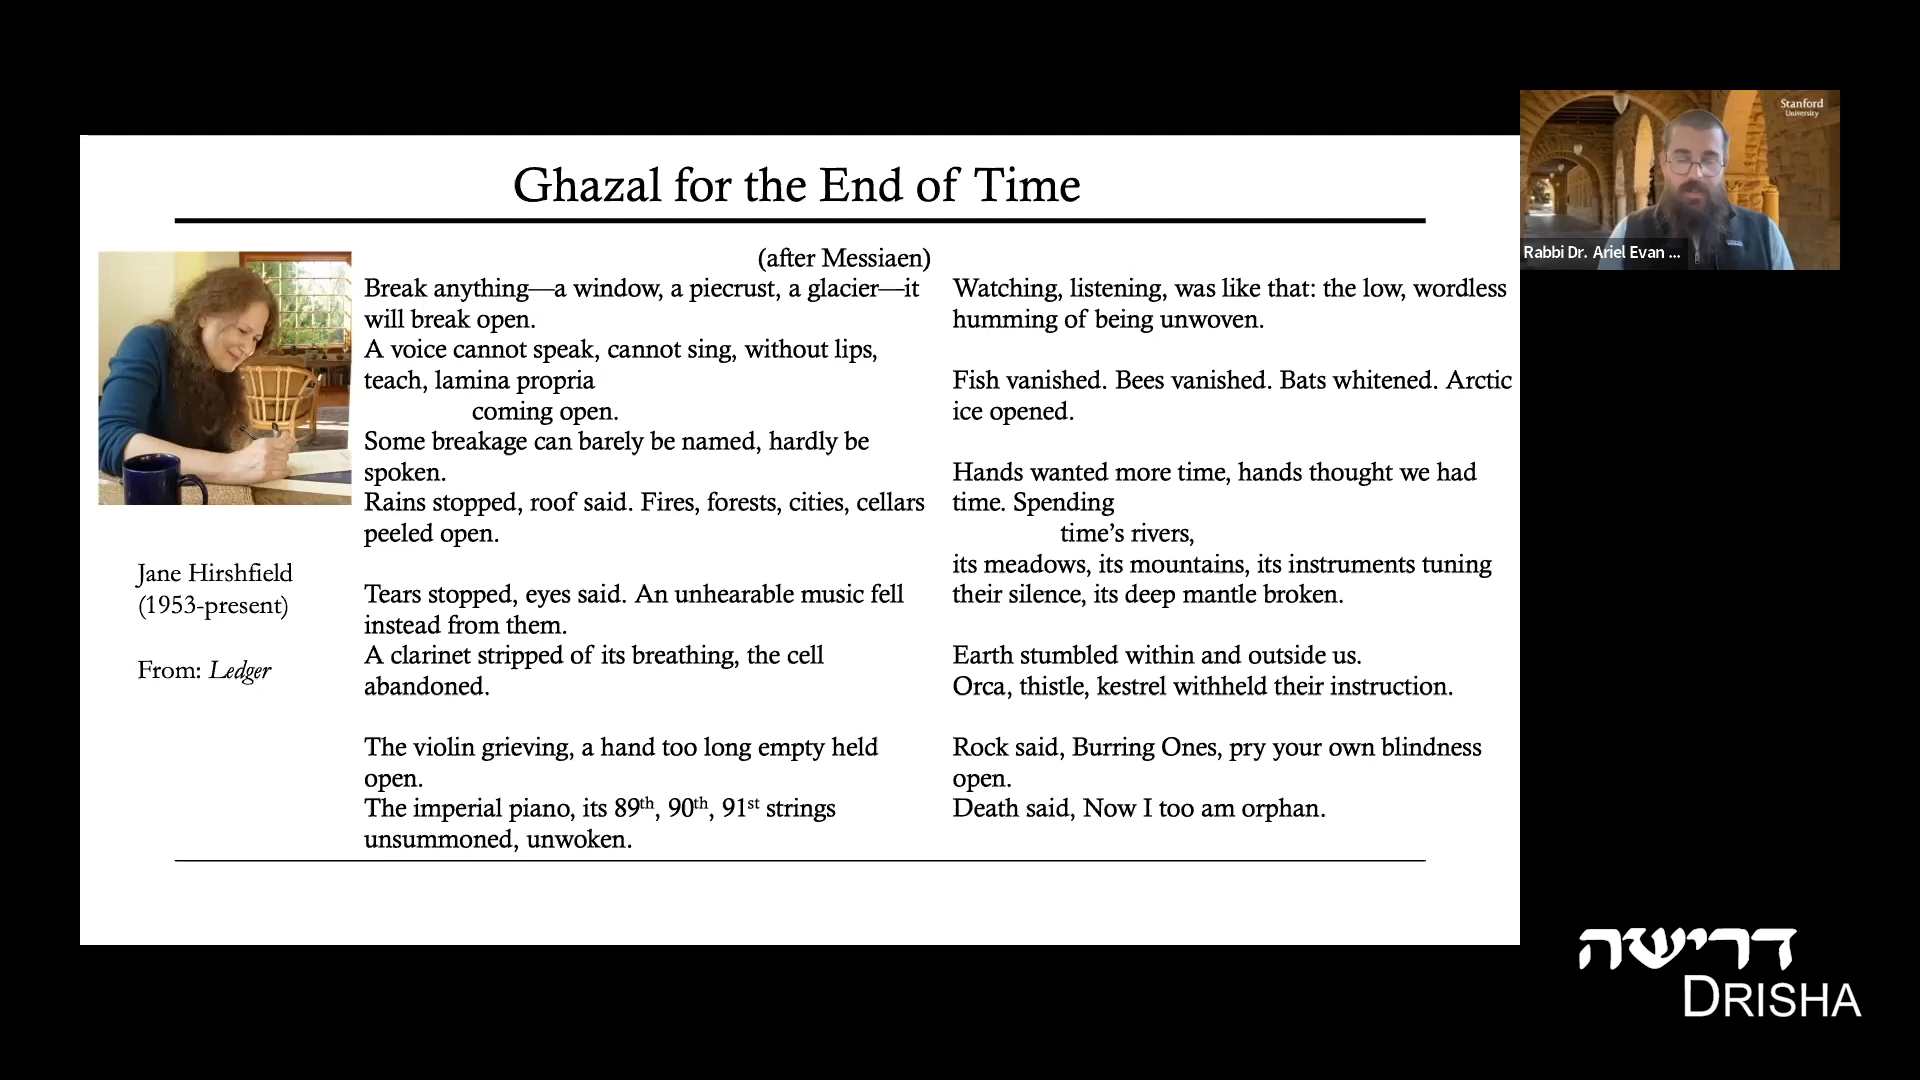 Ghazal for the End of Time
(after Messiaen)
Break anything—a window, a piecrust, a glacier—it
will break open.
A voice cannot speak, cannot sing, without lips,
teach, lamina propria
coming open.
Some breakage can barely be named, hardly be
spoken.
Rains stopped, roof said. Fires, forests, cities, cellars
peeled open.
Tears stopped, eyes said. An unhearable music fell
instead from them.
A clarinet stripped of its breathing, the cell
abandoned.
The violin grieving, a hand too long empty held
open.
The imperial piano, its 89th, 90th, 91st strings
unsummoned, unwoken.
Watching, listening, was like that: the low, wordless
humming of being unwoven.
Fish vanished. Bees vanished. Bats whitened. Arctic
ice opened.
Hands wanted more time, hands thought we had
time. Spending
time’s rivers,
its meadows, its mountains, its instruments tuning
their silence, its deep mantle broken.
Earth stumbled within and outside us.
Orca, thistle, kestrel withheld their instruction.
Rock said, Burring Ones, pry your own blindness
open.
Death said, Now I too am orphan.
Jane Hirshfield
(1953-present)
From: Ledger
Stanford
University
Rabbi Dr. Ariel Evan ...
דרישה
DRISHA